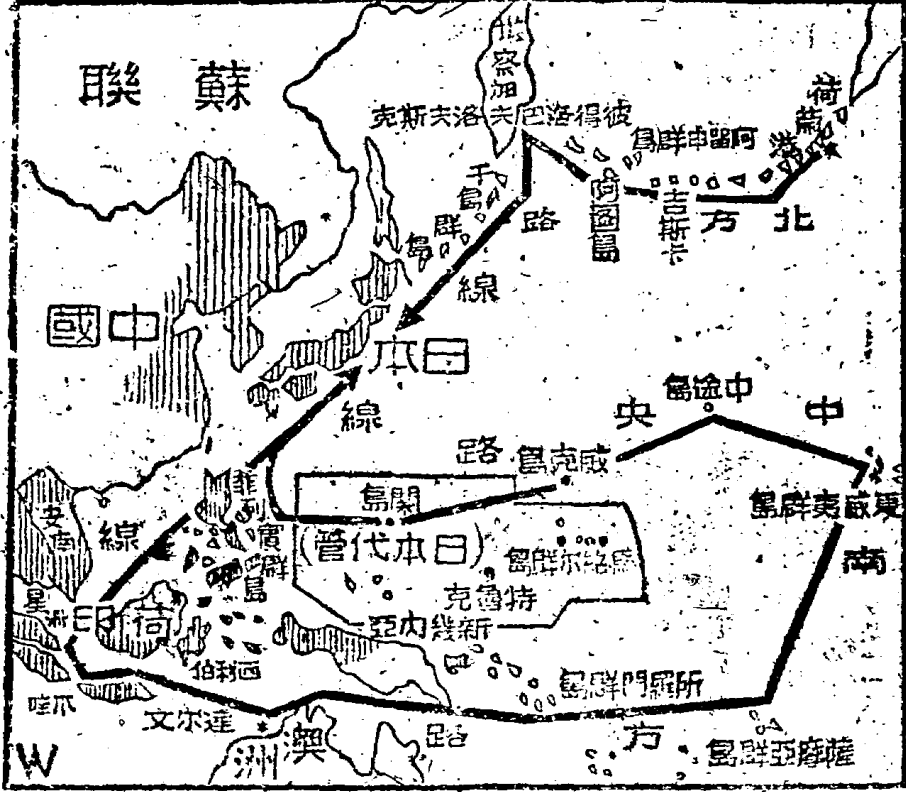 蘇聯
堪察加
彼得洛巴夫洛夫斯克
阿留申群島
荷蘭港
千島群島
阿圖島
吉斯卡
北方路線
中國
日本
中途島
中央路線
威克島
關島
(日本代管)
夏威夷群島
菲列賓群島
安南
馬紹尔群島
特魯克
星洲
荷印
新幾內亞
西利伯
所羅門群島
爪哇
達尔文
南方路線
澳洲
薩摩亞群島
W